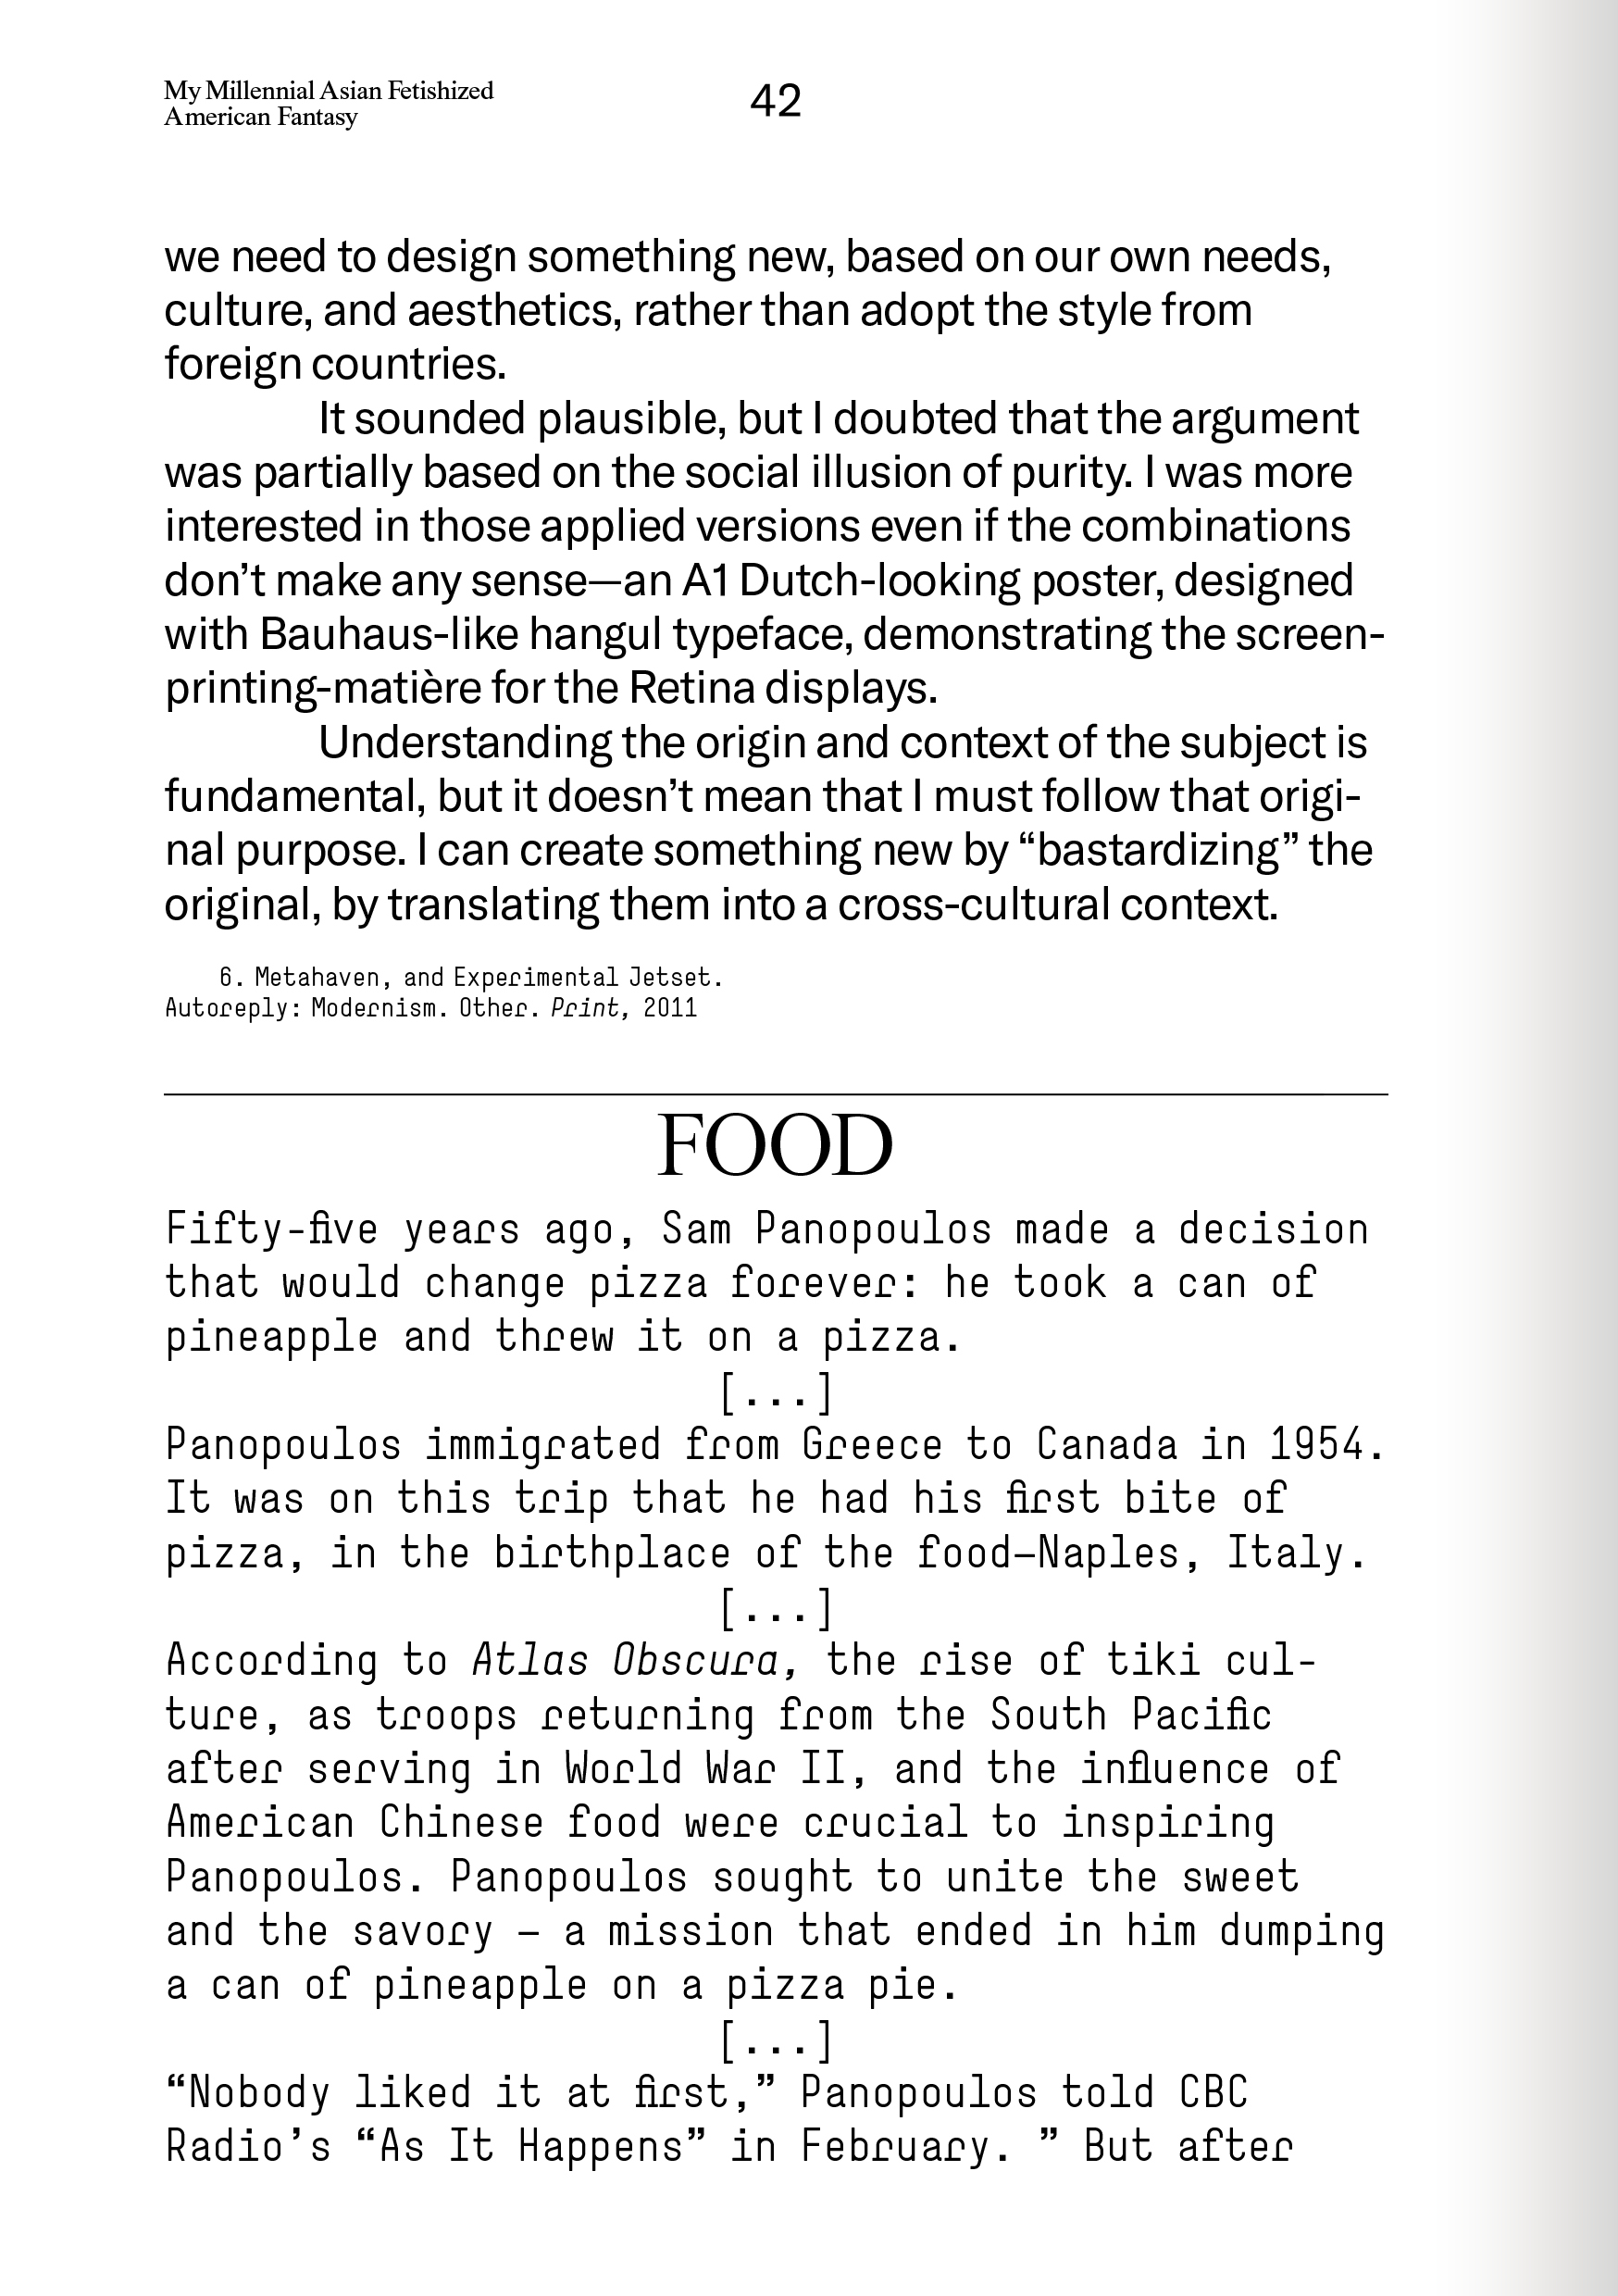 My Millennial Asian Fetishized
American Fantasy
42
we need to design something new, based on our own needs,
culture, and aesthetics, rather than adopt the style from
foreign countries.
It sounded plausible, but I doubted that the argument
was partially based on the social illusion of purity. I was more
interested in those applied versions even if the combinations
don’t make any sense—an A1 Dutch-looking poster, designed
with Bauhaus-like hangul typeface, demonstrating the screen-
printing-matière for the Retina displays.
Understanding the origin and context of the subject is
fundamental, but it doesn’t mean that I must follow that origi-
nal purpose. I can create something new by “bastardizing” the
original, by translating them into a cross-cultural context.
6. Metahaven, and Experimental Jetset.
Autoreply: Modernism. Other. Print, 2011
FOOD
Fifty-five years ago, Sam Panopoulos made a decision
that would change pizza forever: he took a can of
pineapple and threw it on a pizza.
[...]
Panopoulos immigrated from Greece to Canada in 1954.
It was on this trip that he had his first bite of
pizza, in the birthplace of the food—Naples, Italy.
[...]
According to Atlas Obscura, the rise of tiki cul-
ture, as troops returning from the South Pacific
after serving in World War II, and the influence of
American Chinese food were crucial to inspiring
Panopoulos. Panopoulos sought to unite the sweet
and the savory — a mission that ended in him dumping
a can of pineapple on a pizza pie.
[...]
“Nobody liked it at first,” Panopoulos told CBC
Radio’s “As It Happens” in February. ” But after